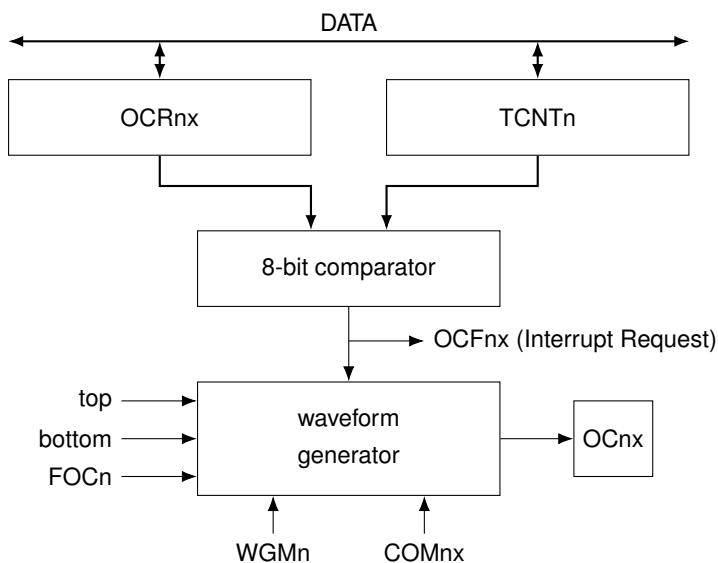 DATA
OCRnx
TCNTn
8-bit comparator
OCFnx (Interrupt Request)
top
bottom
FOCn
waveform
generator
OCnx
WGMn
COMnx